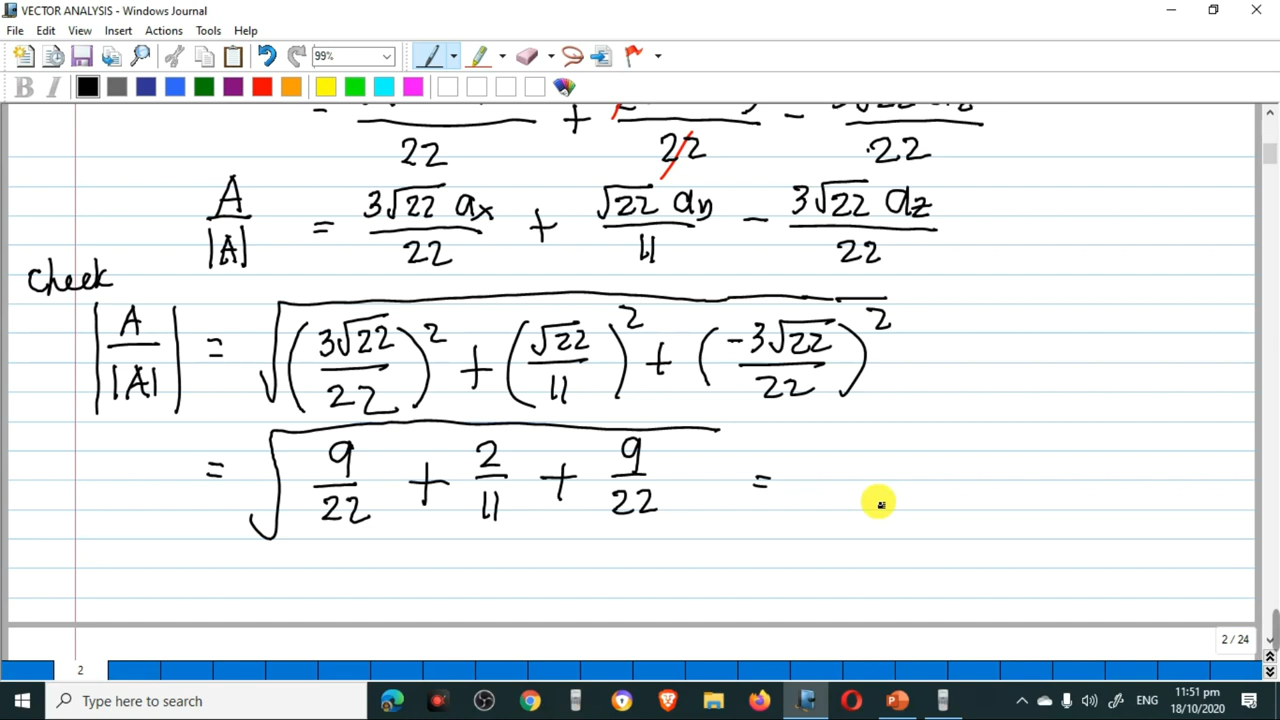 VECTOR ANALYSIS - Windows Journal
File Edit View Insert Actions Tools Help
99%
B I
= + -
22 22 22
A/|A| = 3√22 ax/22 + √22 ay/11 - 3√22 az/22
Check
|A/|A|| = √((3√22/22)² + (√22/11)² + (-3√22/22)²)
= √(9/22 + 2/11 + 9/22) =
2 / 24
2
Type here to search
ENG
11:51 pm
18/10/2020